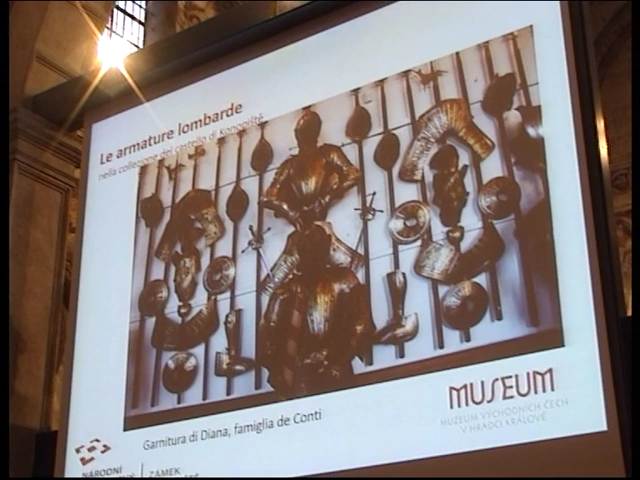 Le armature lombarde
nella collezione del castello di Konopiště
Garnitura di Diana, famiglia de Conti
MUSEUM
MUZEUM VÝCHODNÍCH ČECH
V HRADCI KRÁLOVÉ
NÁRODNÍ
ZÁMEK